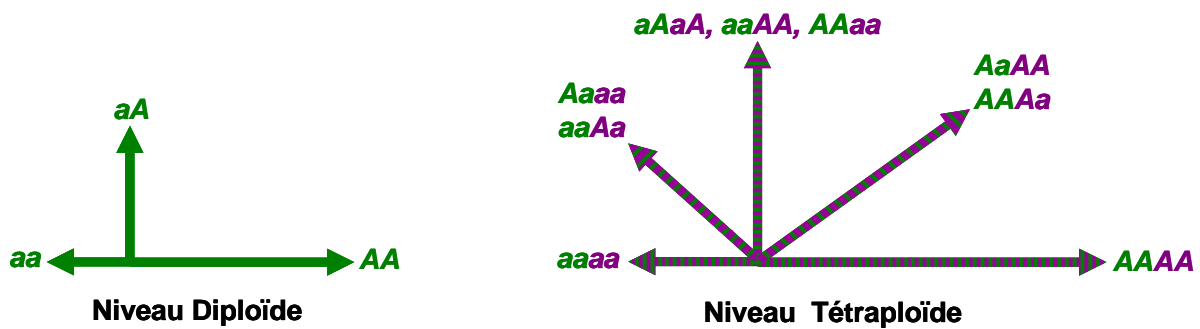 aA
aa
AA
Niveau Diploïde
aAaA, aaAA, AAaa
Aaaa
aaAa
AaAA
AAAa
aaaa
AAAA
Niveau Tétraploïde